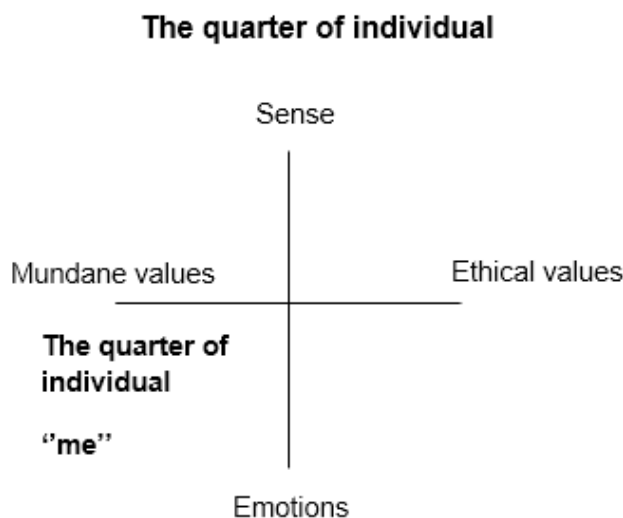 The quarter of individual
Sense
Mundane values
Ethical values
The quarter of
individual
‘’me’’
Emotions